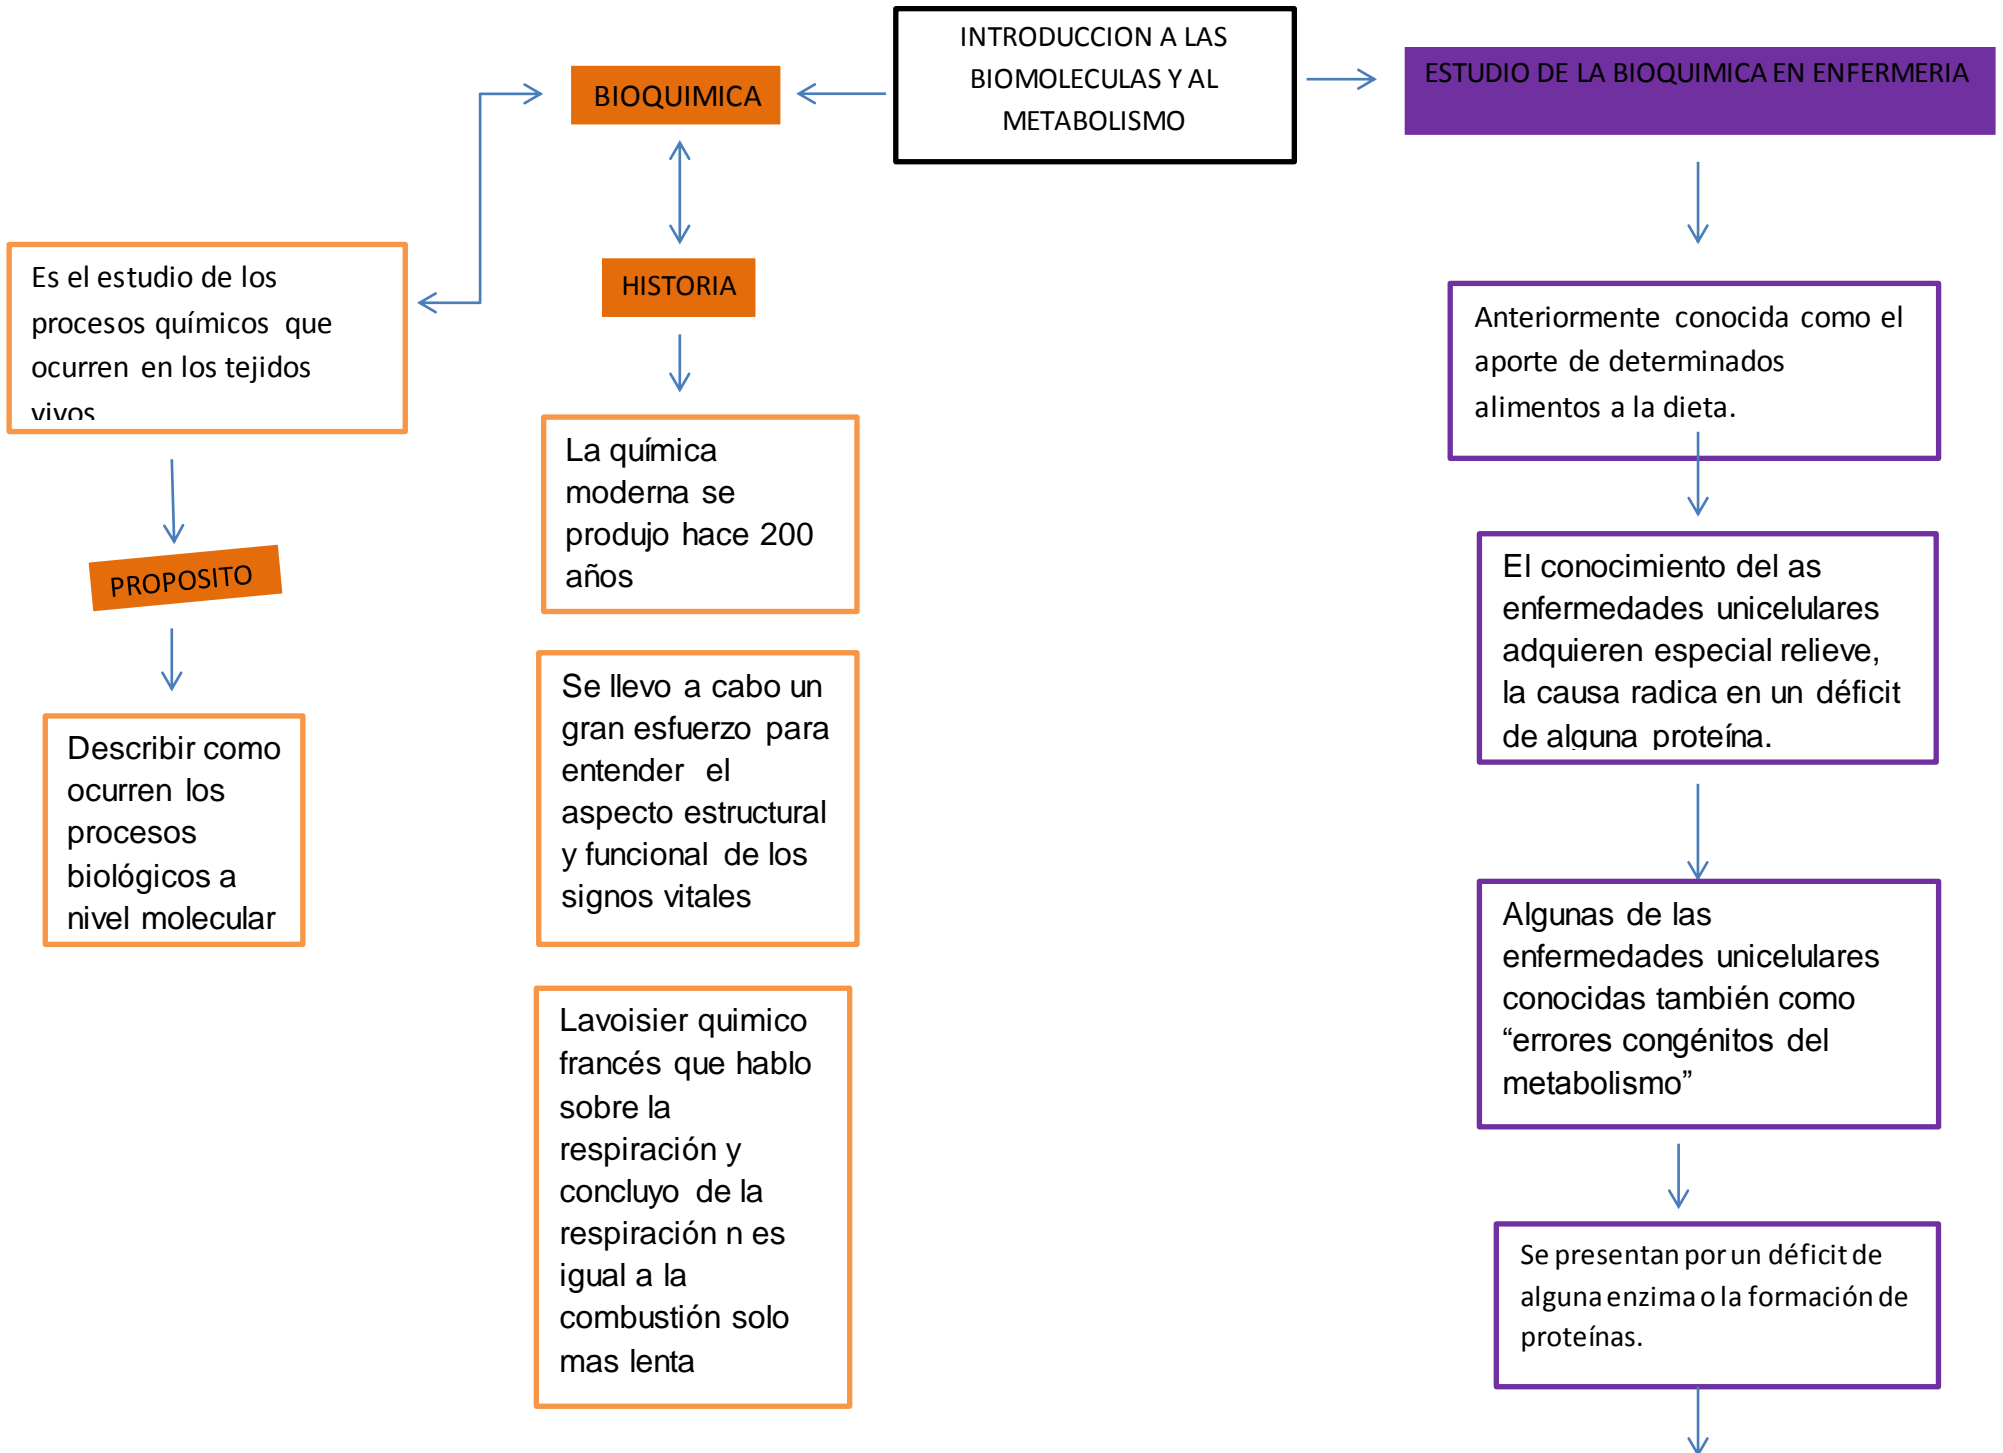 INTRODUCCION A LAS
BIOMOLECULAS Y AL
METABOLISMO
BIOQUIMICA
Es el estudio de los
procesos químicos que
ocurren en los tejidos
vivos
PROPOSITO
Describir como
ocurren los
procesos
biológicos a
nivel molecular
HISTORIA
La química
moderna se
produjo hace 200
años
Se llevo a cabo un
gran esfuerzo para
entender el
aspecto estructural
y funcional de los
signos vitales
Lavoisier quimico
francés que hablo
sobre la
respiración y
concluyo de la
respiración n es
igual a la
combustión solo
mas lenta
ESTUDIO DE LA BIOQUIMICA EN ENFERMERIA
Anteriormente conocida como el
aporte de determinados
alimentos a la dieta.
El conocimiento del as
enfermedades unicelulares
adquieren especial relieve,
la causa radica en un déficit
de alguna proteína.
Algunas de las
enfermedades unicelulares
conocidas también como
“errores congénitos del
metabolismo”
Se presentan por un déficit de
alguna enzima o la formación de
proteínas.